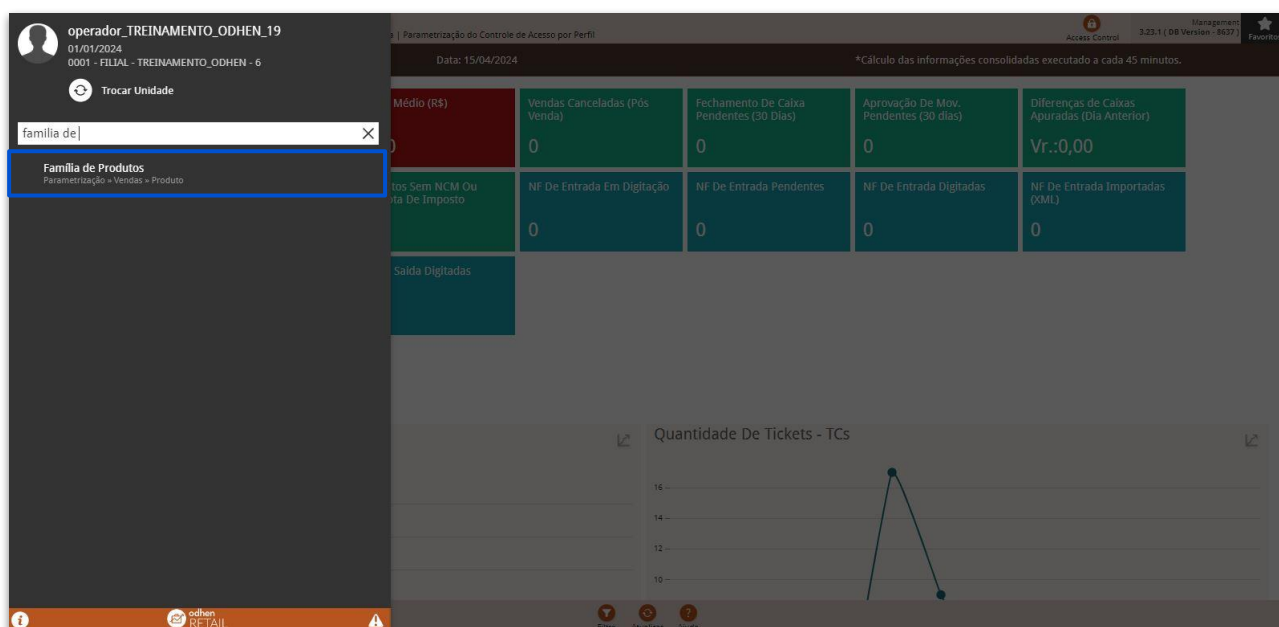 operador_TREINAMENTO_ODHEN_19
01/01/2024
0001 - FILIAL - TREINAMENTO_ODHEN - 6
Trocar Unidade
familia de
Família de Produtos
Parametrização » Vendas » Produto
| Parametrização do Controle de Acesso por Perfil
Access Control
Management
3.23.1 ( DB Version - 8637 )
Favoritos
Data: 15/04/2024
*Cálculo das informações consolidadas executado a cada 45 minutos.
Médio (R$)
Vendas Canceladas (Pós Venda)
0
Fechamento De Caixa Pendentes (30 Dias)
0
Aprovação De Mov. Pendentes (30 dias)
0
Diferenças de Caixas Apuradas (Dia Anterior)
Vr.:0,00
tos Sem NCM Ou
ota De Imposto
NF De Entrada Em Digitação
0
NF De Entrada Pendentes
0
NF De Entrada Digitadas
0
NF De Entrada Importadas (XML)
0
Saída Digitadas
Quantidade De Tickets - TCs
16
14
12
10
odhen
RETAIL
Filtro
Atualizar
Ajuda